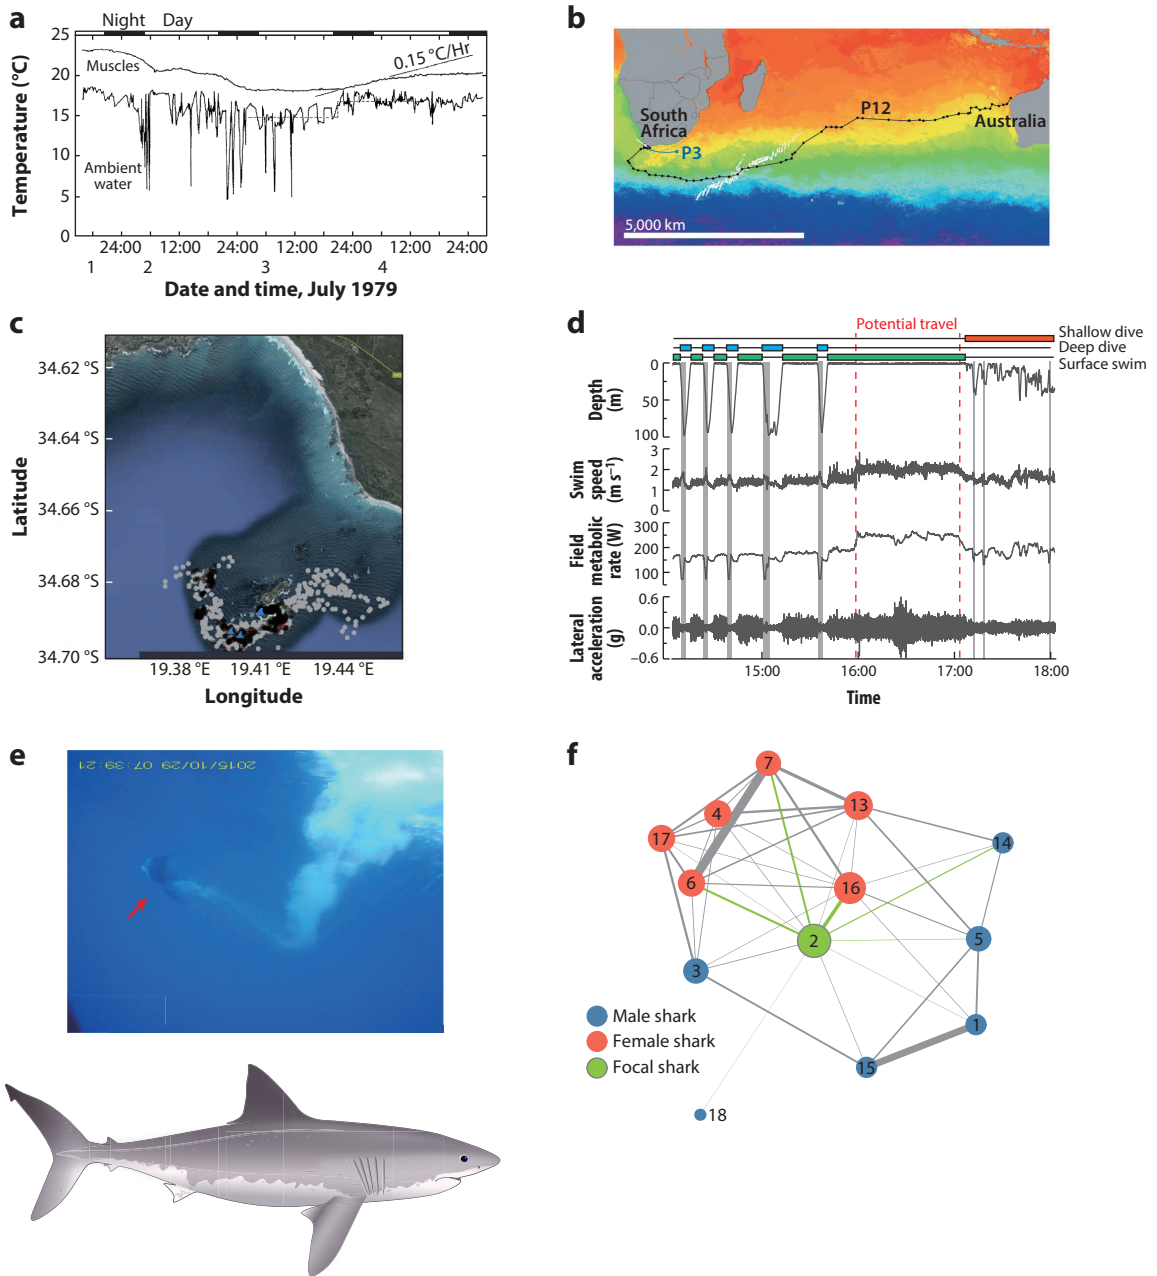 a
Night Day
Temperature (°C)
25
20
15
10
5
0
Muscles
0.15 °C/Hr
Ambient
water
24:00 12:00 24:00 12:00 24:00 12:00 24:00
1 2 3 4
Date and time, July 1979
b
South
Africa
P3
P12
Australia
5,000 km
c
Latitude
34.62 °S
34.64 °S
34.66 °S
34.68 °S
34.70 °S
19.38 °E 19.41 °E 19.44 °E
Longitude
d
Potential travel
Shallow dive
Deep dive
Surface swim
Depth
(m)
0
50
100
Swim
speed
(m s⁻¹)
3
2
1
0
Field
metabolic
rate (W)
300
200
100
Lateral
acceleration
(g)
0.6
0.0
−0.6
15:00 16:00 17:00 18:00
Time
e
2015/10/29 07:39:21
f
7
4
13
17
14
6
16
2
5
3
1
15
18
Male shark
Female shark
Focal shark